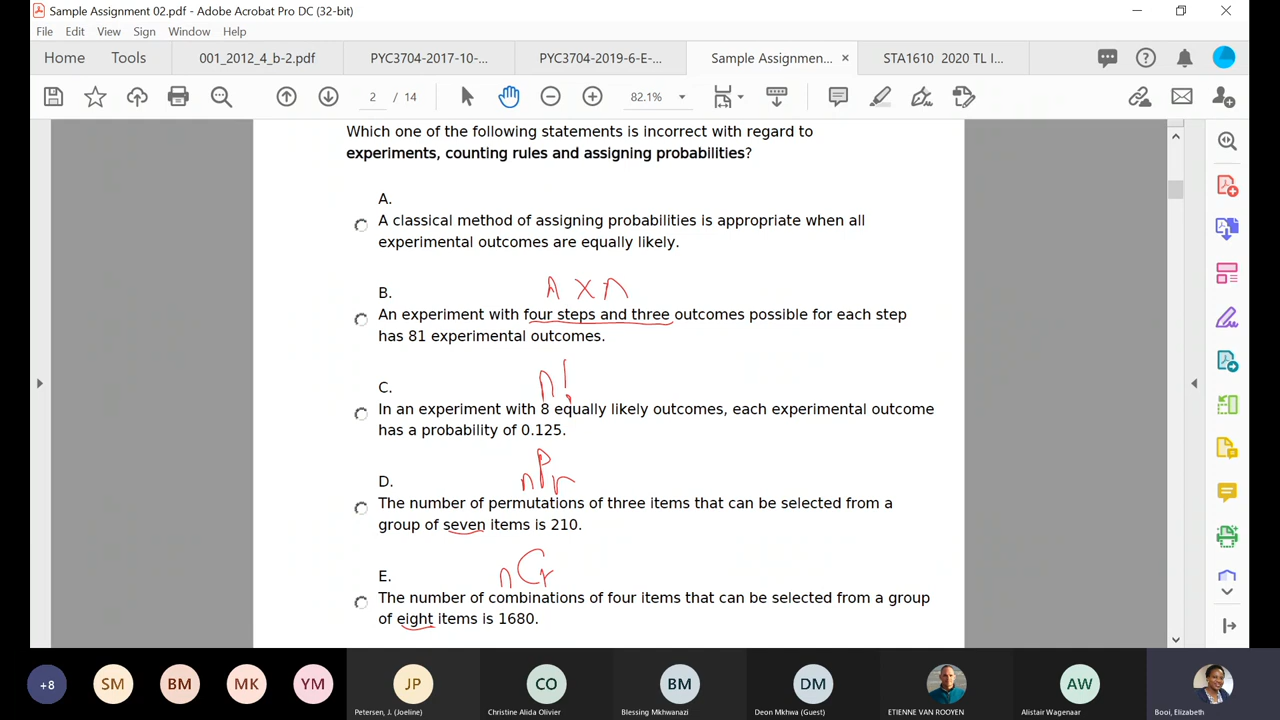 Sample Assignment 02.pdf - Adobe Acrobat Pro DC (32-bit)
File Edit View Sign Window Help
Home Tools 001_2012_4_b-2.pdf PYC3704-2017-10-... PYC3704-2019-6-E-... Sample Assignmen... × STA1610 2020 TL I...
2 / 14 82.1%
Which one of the following statements is incorrect with regard to
experiments, counting rules and assigning probabilities?
A.
A classical method of assigning probabilities is appropriate when all
experimental outcomes are equally likely.
A x n
B.
An experiment with four steps and three outcomes possible for each step
has 81 experimental outcomes.
n!
C.
In an experiment with 8 equally likely outcomes, each experimental outcome
has a probability of 0.125.
nPr
D.
The number of permutations of three items that can be selected from a
group of seven items is 210.
nCr
E.
The number of combinations of four items that can be selected from a group
of eight items is 1680.
+8 SM BM MK YM JP CO BM DM AW
Petersen, J. (Joeline) Christine Alida Olivier Blessing Mkhwanazi Deon Mkhwa (Guest) ETIENNE VAN ROOYEN Alistair Wagenaar Booi, Elizabeth